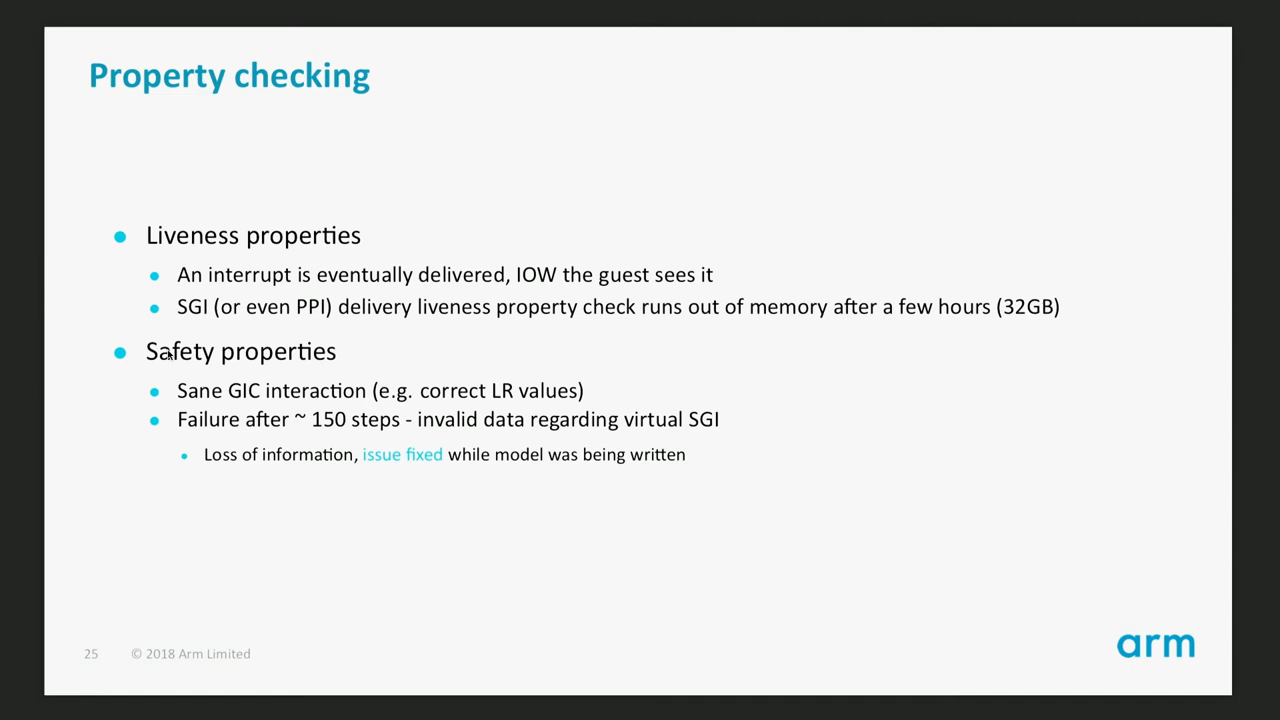 Property checking
Liveness properties
An interrupt is eventually delivered, IOW the guest sees it
SGI (or even PPI) delivery liveness property check runs out of memory after a few hours (32GB)
Safety properties
Sane GIC interaction (e.g. correct LR values)
Failure after ~ 150 steps - invalid data regarding virtual SGI
Loss of information, issue fixed while model was being written
25 © 2018 Arm Limited
arm